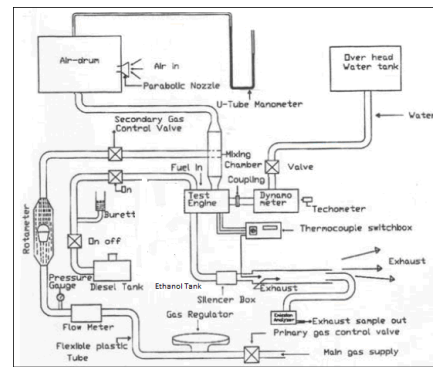 Air-drum
Air in
Parabolic Nozzle
Over head
Water tank
U-Tube Manometer
Secondary Gas
Control Valve
Water
Fuel In
Mixing
Chamber
Coupling
Valve
On
Test
Engine
Dynamo
meter
Techometer
Burett
Rotameter
On off
Thermocouple switchbox
Pressure
Gauge
Diesel Tank
Ethanol Tank
Exhaust
Exhaust
Silencer Box
Gas Regulator
Analyser
Exhaust sample out
Flow Meter
Primary gas control valve
Flexible plastic
Tube
Main gas supply